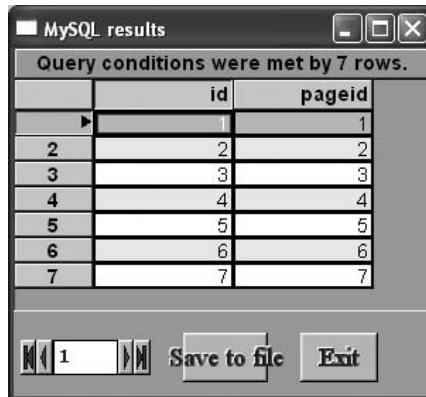 MySQL results
Query conditions were met by 7 rows.
id pageid
1 1
2 2 2
3 3 3
4 4 4
5 5 5
6 6 6
7 7 7
1 Save to file Exit